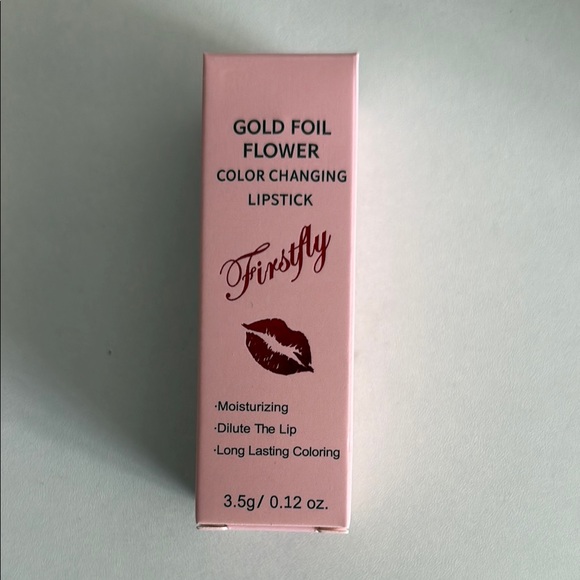 GOLD FOIL
FLOWER
COLOR CHANGING
LIPSTICK
Firstfly
·Moisturizing
·Dilute The Lip
·Long Lasting Coloring
3.5g/ 0.12 oz.